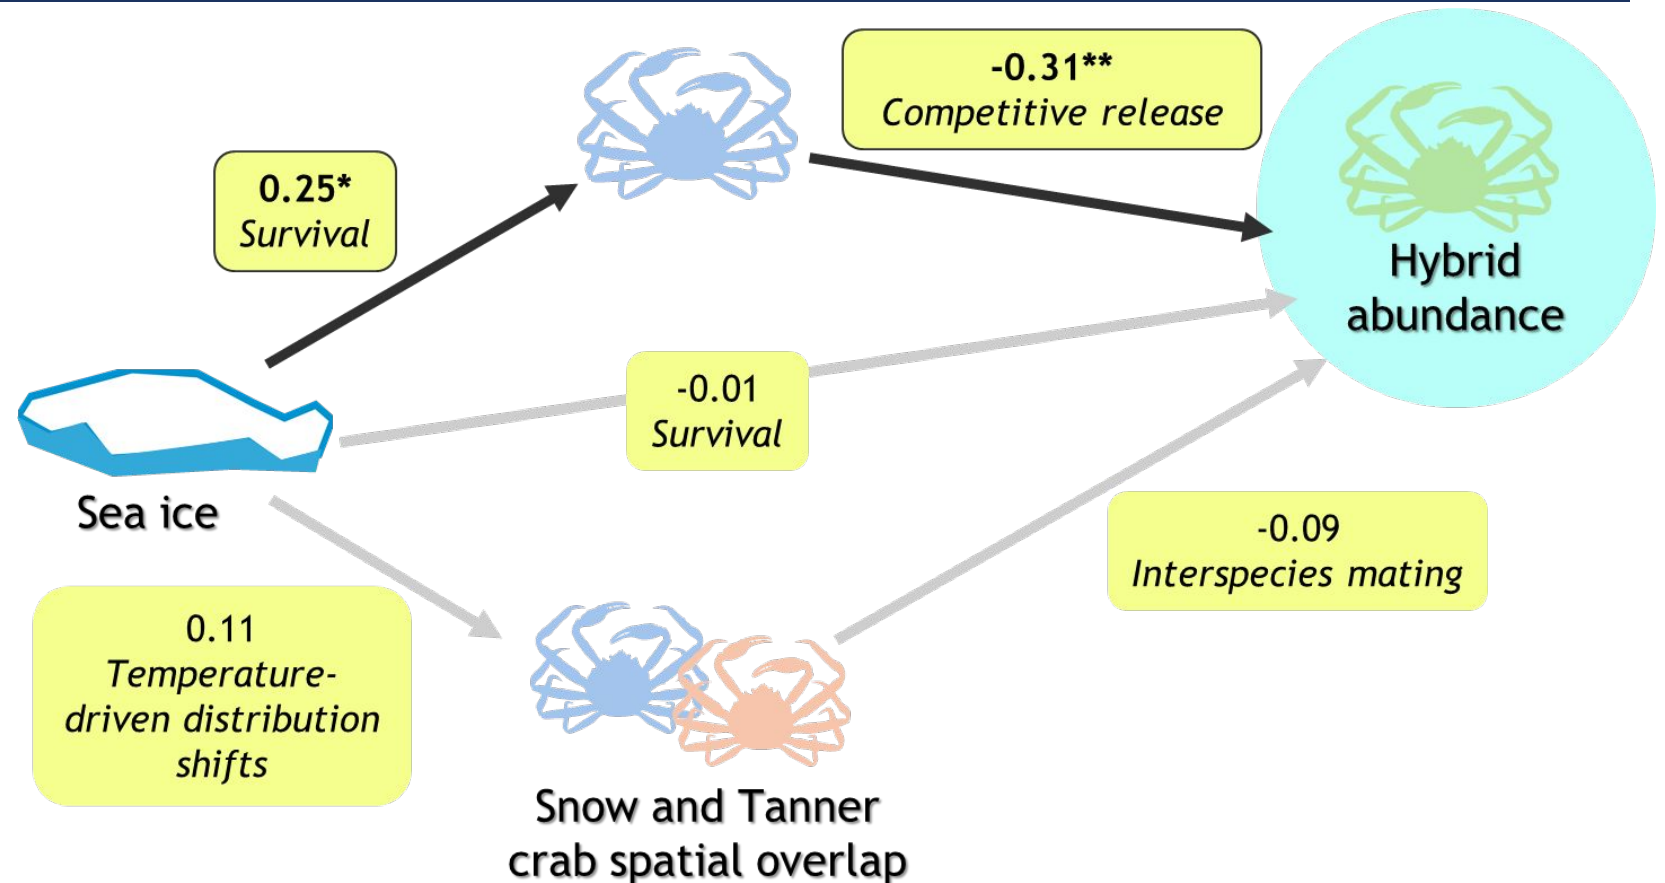 -0.31**
Competitive release
0.25*
Survival
Hybrid
abundance
-0.01
Survival
Sea ice
-0.09
Interspecies mating
0.11
Temperature-
driven distribution
shifts
Snow and Tanner
crab spatial overlap